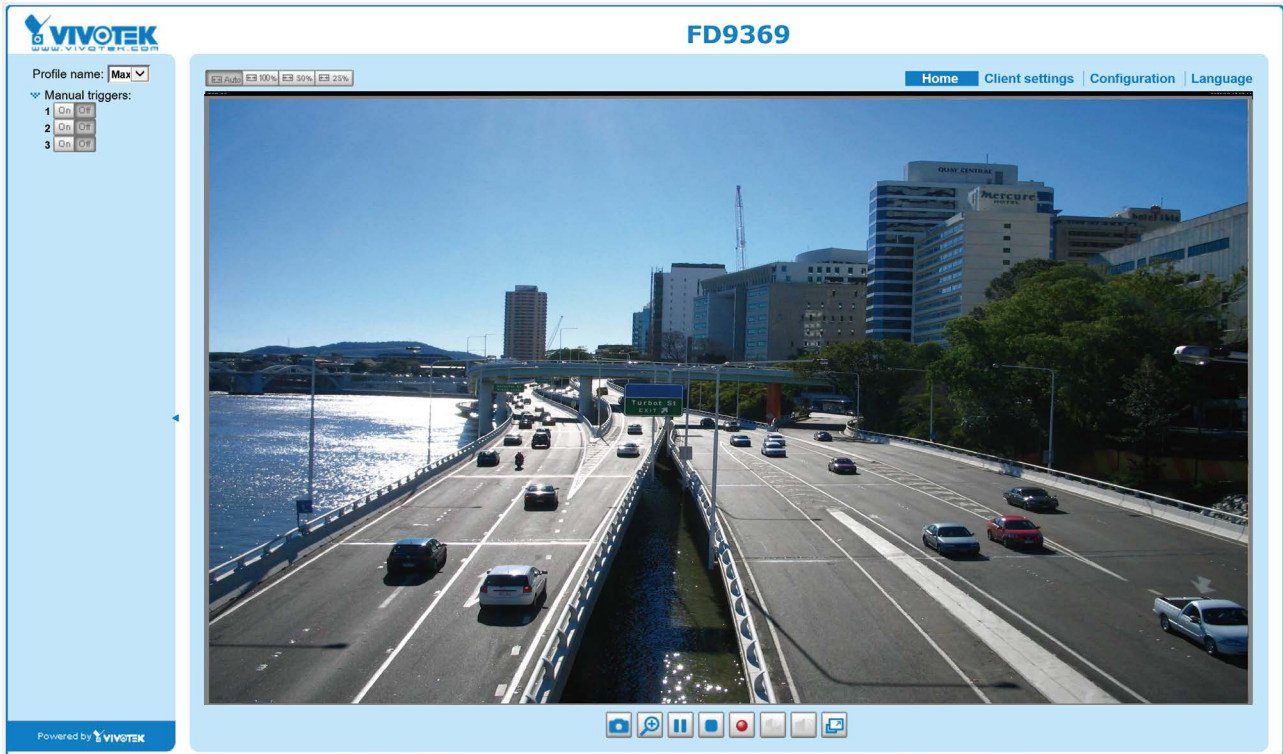 VIVOTEK
www.vivotek.com
FD9369
Profile name: Max
Manual triggers:
1 On Off
2 On Off
3 On Off
Auto 100% 50% 25%
Home Client settings Configuration Language
QUAY CENTRAL
Mercure
HOTEL
hotel ibis
Turbot St
EXIT
Powered by VIVOTEK